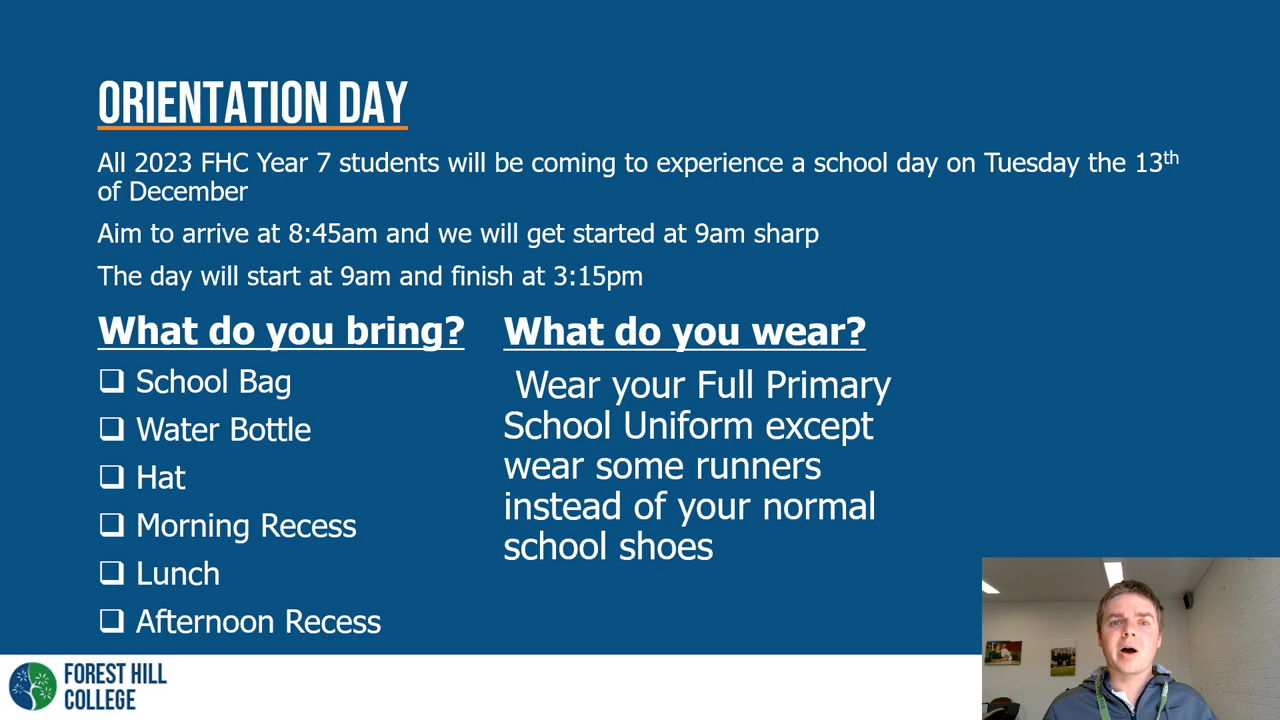 ORIENTATION DAY
All 2023 FHC Year 7 students will be coming to experience a school day on Tuesday the 13th
of December
Aim to arrive at 8:45am and we will get started at 9am sharp
The day will start at 9am and finish at 3:15pm
What do you bring?
❑ School Bag
❑ Water Bottle
❑ Hat
❑ Morning Recess
❑ Lunch
❑ Afternoon Recess
What do you wear?
Wear your Full Primary
School Uniform except
wear some runners
instead of your normal
school shoes
FOREST HILL
COLLEGE